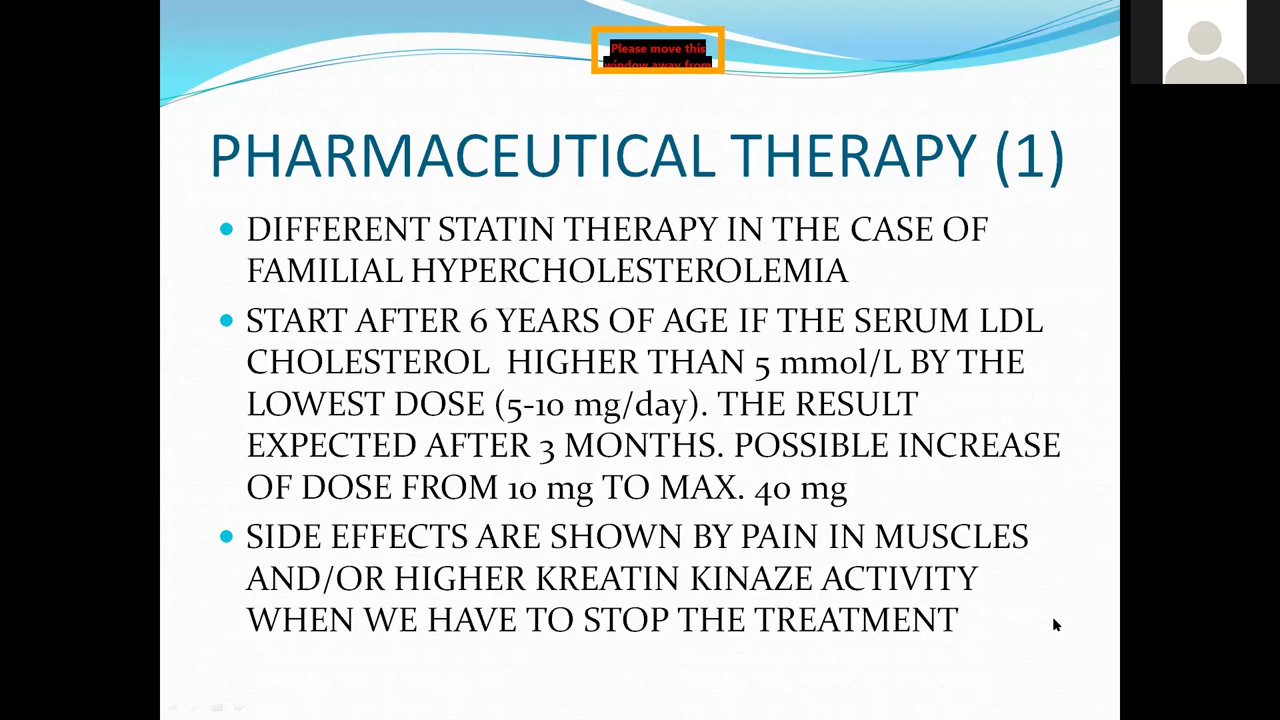 Please move this
window away from
PHARMACEUTICAL THERAPY (1)
• DIFFERENT STATIN THERAPY IN THE CASE OF
FAMILIAL HYPERCHOLESTEROLEMIA
• START AFTER 6 YEARS OF AGE IF THE SERUM LDL
CHOLESTEROL HIGHER THAN 5 mmol/L BY THE
LOWEST DOSE (5-10 mg/day). THE RESULT
EXPECTED AFTER 3 MONTHS. POSSIBLE INCREASE
OF DOSE FROM 10 mg TO MAX. 40 mg
• SIDE EFFECTS ARE SHOWN BY PAIN IN MUSCLES
AND/OR HIGHER KREATIN KINAZE ACTIVITY
WHEN WE HAVE TO STOP THE TREATMENT